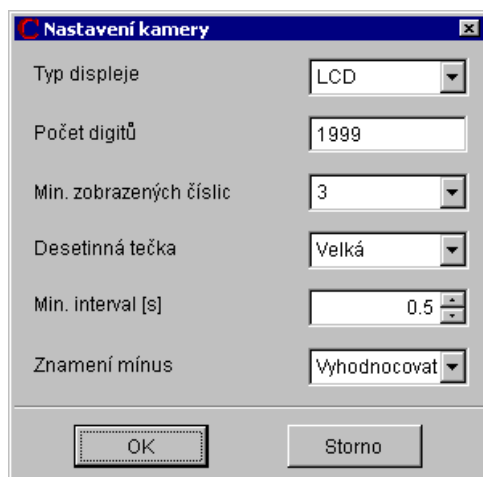 Nastavení kamery
Typ displeje LCD
Počet digitů 1999
Min. zobrazených číslic 3
Desetinná tečka Velká
Min. interval [s] 0.5
Znamení mínus Vyhodnocovat
OK Storno